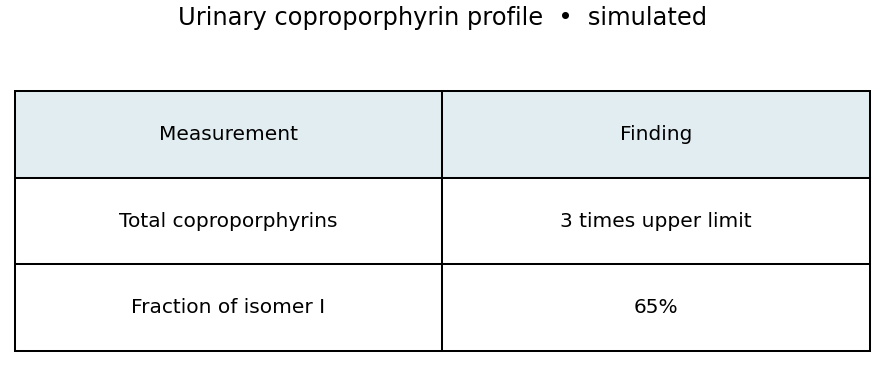 Urinary coproporphyrin profile • simulated
Measurement Finding
Total coproporphyrins 3 times upper limit
Fraction of isomer I 65%